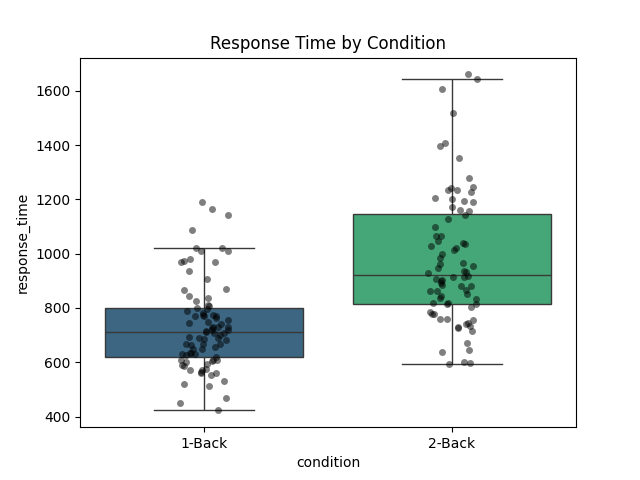 Response Time by Condition
1600
1400
1200
1000
800
600
400
response_time
1-Back
2-Back
condition